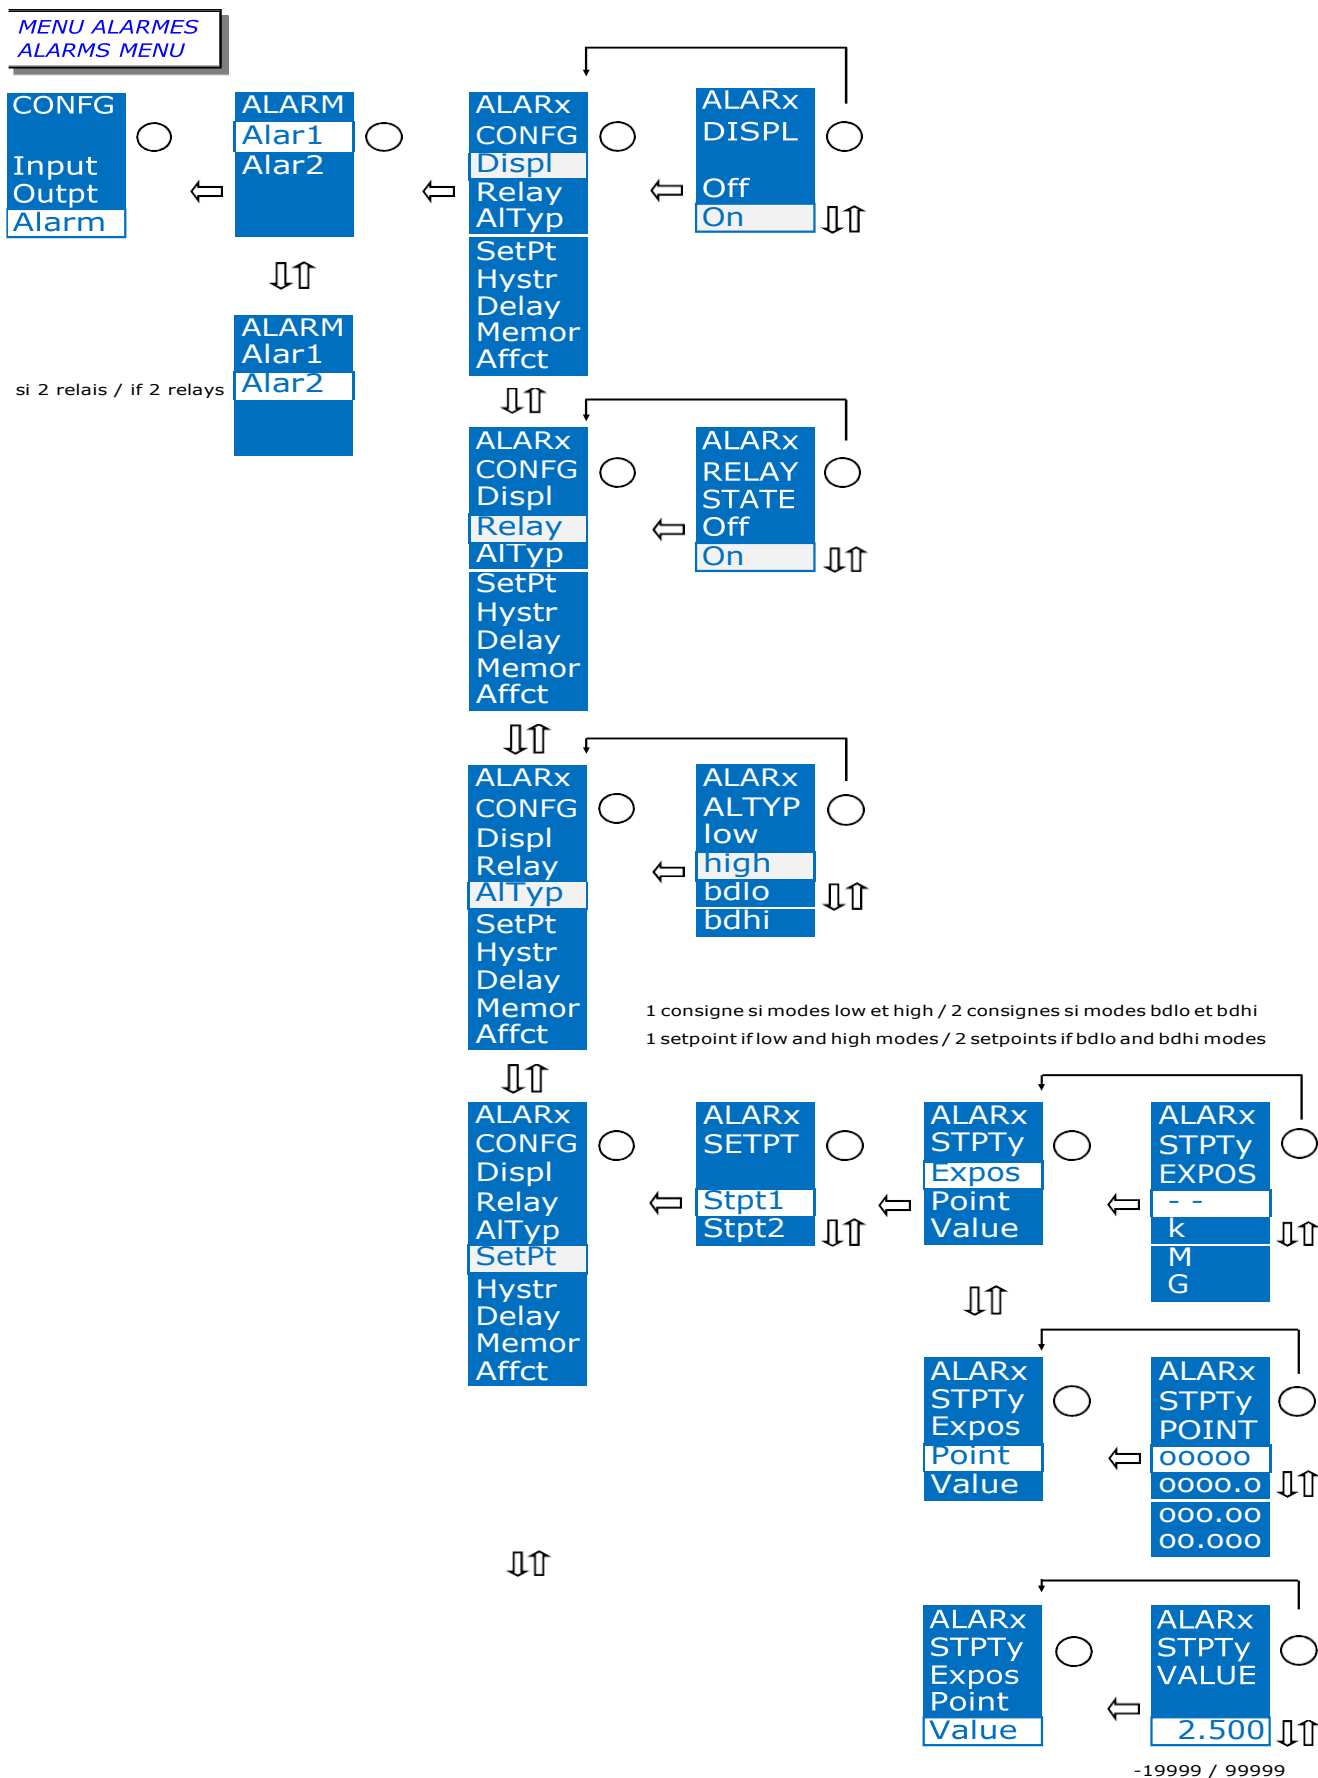 MENU ALARMES
ALARMS MENU
CONFG
Input
Outpt
Alarm
ALARM
Alar1
Alar2
ALARx
CONFG
Displ
Relay
AlTyp
SetPt
Hystr
Delay
Memor
Affct
ALARx
DISPL
Off
On
si 2 relais / if 2 relays
ALARM
Alar1
Alar2
ALARx
CONFG
Displ
Relay
AlTyp
SetPt
Hystr
Delay
Memor
Affct
ALARx
RELAY
STATE
Off
On
ALARx
CONFG
Displ
Relay
AlTyp
SetPt
Hystr
Delay
Memor
Affct
ALARx
ALTYP
low
high
bdlo
bdhi
1 consigne si modes low et high / 2 consignes si modes bdlo et bdhi
1 setpoint if low and high modes / 2 setpoints if bdlo and bdhi modes
ALARx
CONFG
Displ
Relay
AlTyp
SetPt
Hystr
Delay
Memor
Affct
ALARx
SETPT
Stpt1
Stpt2
ALARx
STPTy
Expos
Point
Value
ALARx
STPTy
EXPOS
- -
k
M
G
ALARx
STPTy
Expos
Point
Value
ALARx
STPTy
POINT
ooooo
oooo.o
ooo.oo
oo.ooo
ALARx
STPTy
Expos
Point
Value
ALARx
STPTy
VALUE
2.500
-19999 / 99999